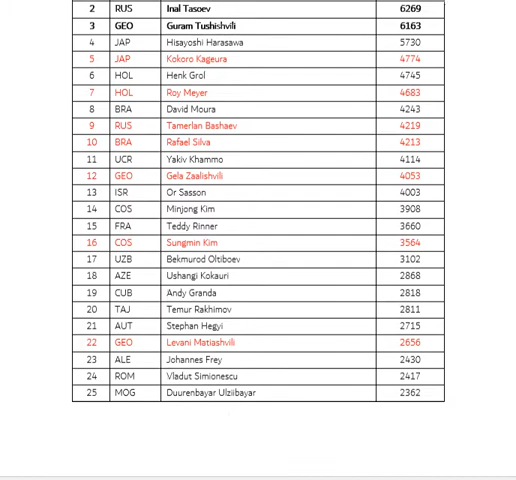 2 RUS Inal Tasoev 6269
3 GEO Guram Tushishvili 6163
4 JAP Hisayoshi Harasawa 5730
5 JAP Kokoro Kageura 4774
6 HOL Henk Grol 4745
7 HOL Roy Meyer 4683
8 BRA David Moura 4243
9 RUS Tamerlan Bashaev 4219
10 BRA Rafael Silva 4213
11 UCR Yakiv Khammo 4114
12 GEO Gela Zaalishvili 4053
13 ISR Or Sasson 4003
14 COS Minjong Kim 3908
15 FRA Teddy Rinner 3660
16 COS Sungmin Kim 3564
17 UZB Bekmurod Oltiboev 3102
18 AZE Ushangi Kokauri 2868
19 CUB Andy Granda 2818
20 TAJ Temur Rakhimov 2811
21 AUT Stephan Hegyi 2715
22 GEO Levani Matiashvili 2656
23 ALE Johannes Frey 2430
24 ROM Vladut Simionescu 2417
25 MOG Duurenbayar Ulziibayar 2362